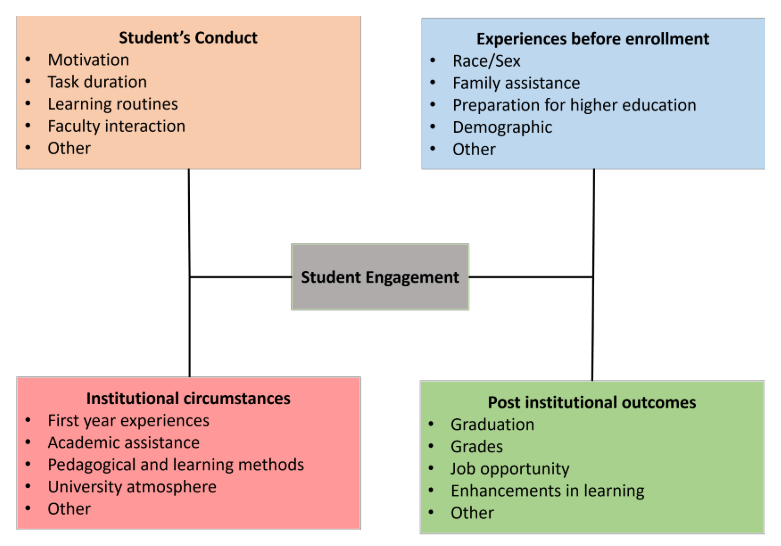 Student’s Conduct
• Motivation
• Task duration
• Learning routines
• Faculty interaction
• Other
Experiences before enrollment
• Race/Sex
• Family assistance
• Preparation for higher education
• Demographic
• Other
Student Engagement
Institutional circumstances
• First year experiences
• Academic assistance
• Pedagogical and learning methods
• University atmosphere
• Other
Post institutional outcomes
• Graduation
• Grades
• Job opportunity
• Enhancements in learning
• Other